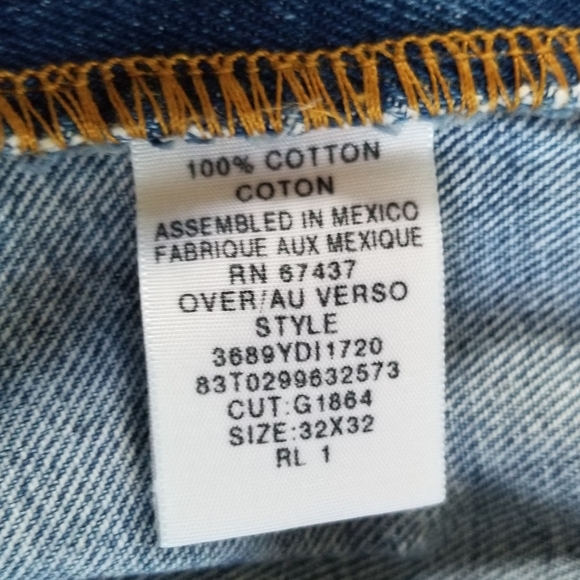 100% COTTON
COTON
ASSEMBLED IN MEXICO
FABRIQUE AUX MEXIQUE
RN 67437
OVER/AU VERSO
STYLE
3689YDI1720
83T0299632573
CUT:G1864
SIZE:32X32
RL 1